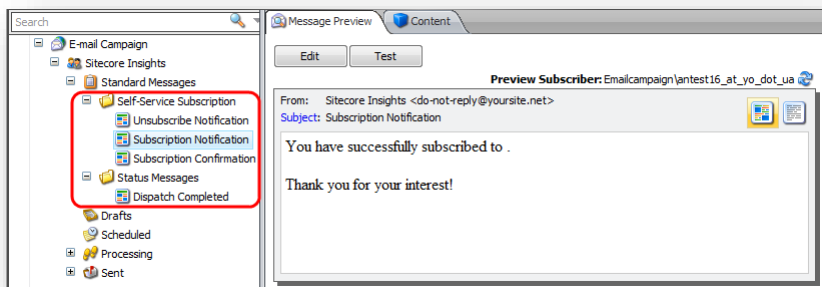 Search
E-mail Campaign
Sitecore Insights
Standard Messages
Self-Service Subscription
Unsubscribe Notification
Subscription Notification
Subscription Confirmation
Status Messages
Dispatch Completed
Drafts
Scheduled
Processing
Sent
Message Preview
Content
Edit
Test
Preview Subscriber: Emailcampaign\antest16_at_yo_dot_ua
From: Sitecore Insights <do-not-reply@yoursite.net>
Subject: Subscription Notification
You have successfully subscribed to .
Thank you for your interest!